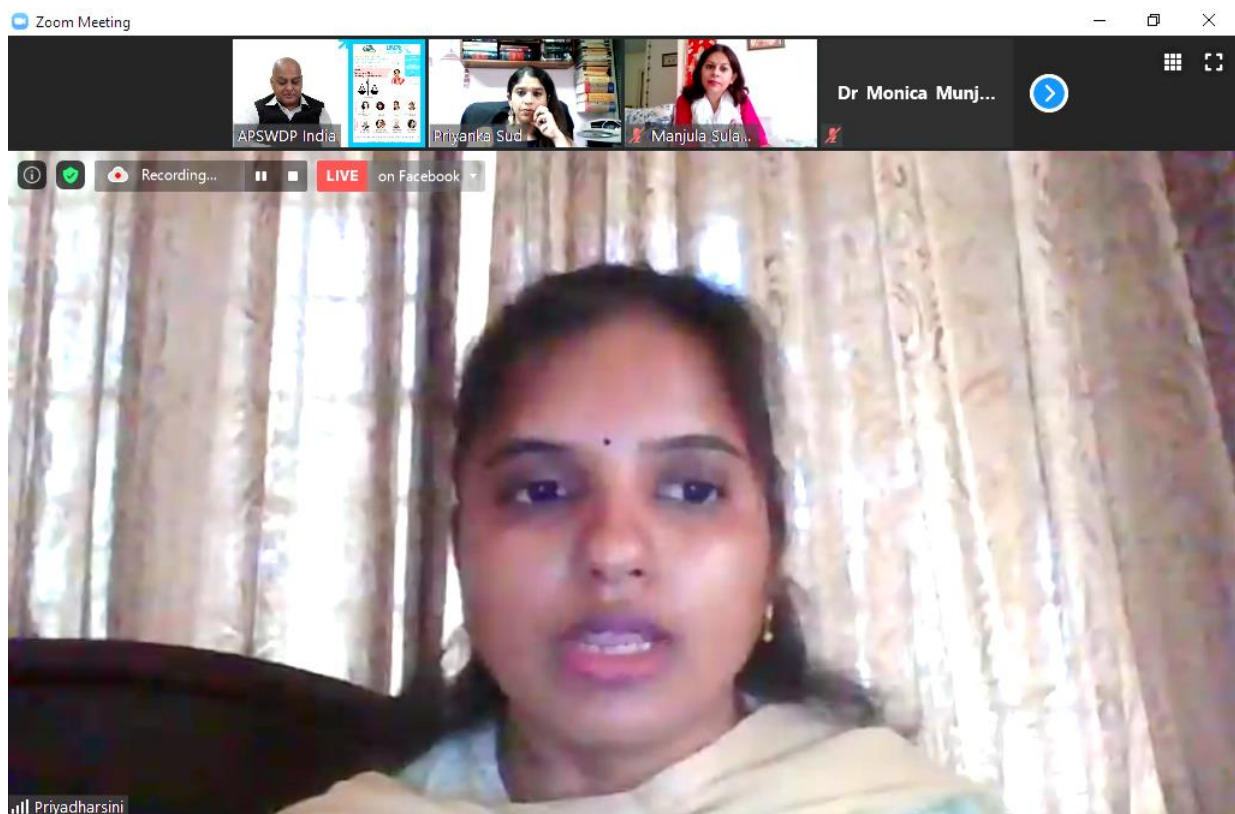 Zoom Meeting
APSWDP India
Priyanka Sud
Manjula Sula...
Dr Monica Munj...
Recording...
LIVE on Facebook
Priyadharsini